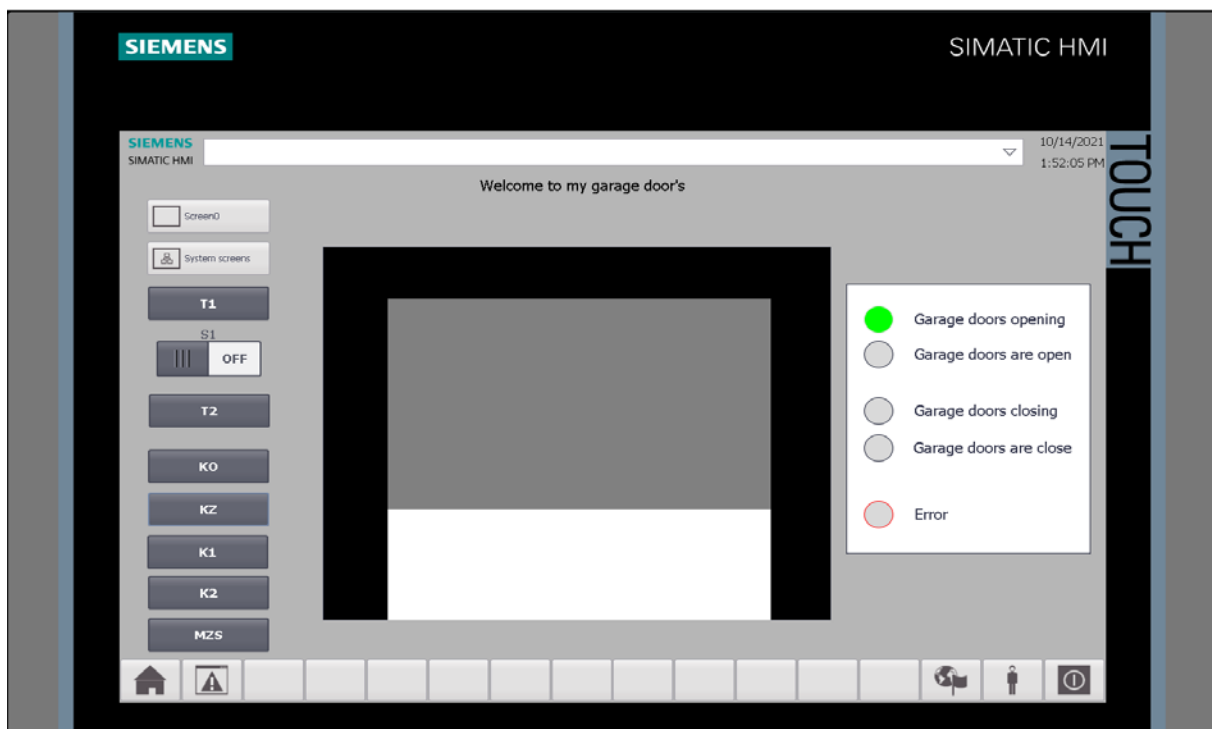 SIEMENS
SIMATIC HMI
TOUCH
SIEMENS
SIMATIC HMI
10/14/2021
1:52:05 PM
Welcome to my garage door's
Screen0
System screens
T1
S1
OFF
T2
KO
KZ
K1
K2
MZS
Garage doors opening
Garage doors are open
Garage doors closing
Garage doors are close
Error